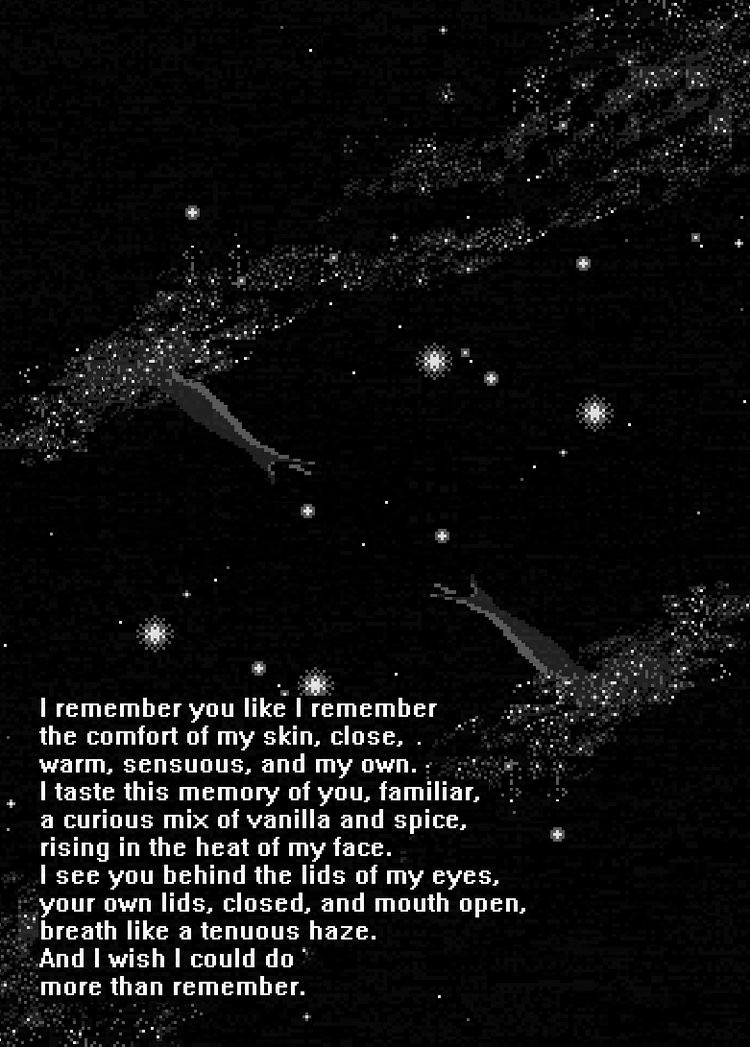 I remember you like I remember
the comfort of my skin, close,
warm, sensuous, and my own.
I taste this memory of you, familiar,
a curious mix of vanilla and spice,
rising in the heat of my face.
I see you behind the lids of my eyes,
your own lids, closed, and mouth open,
breath like a tenuous haze.
And I wish I could do
more than remember.